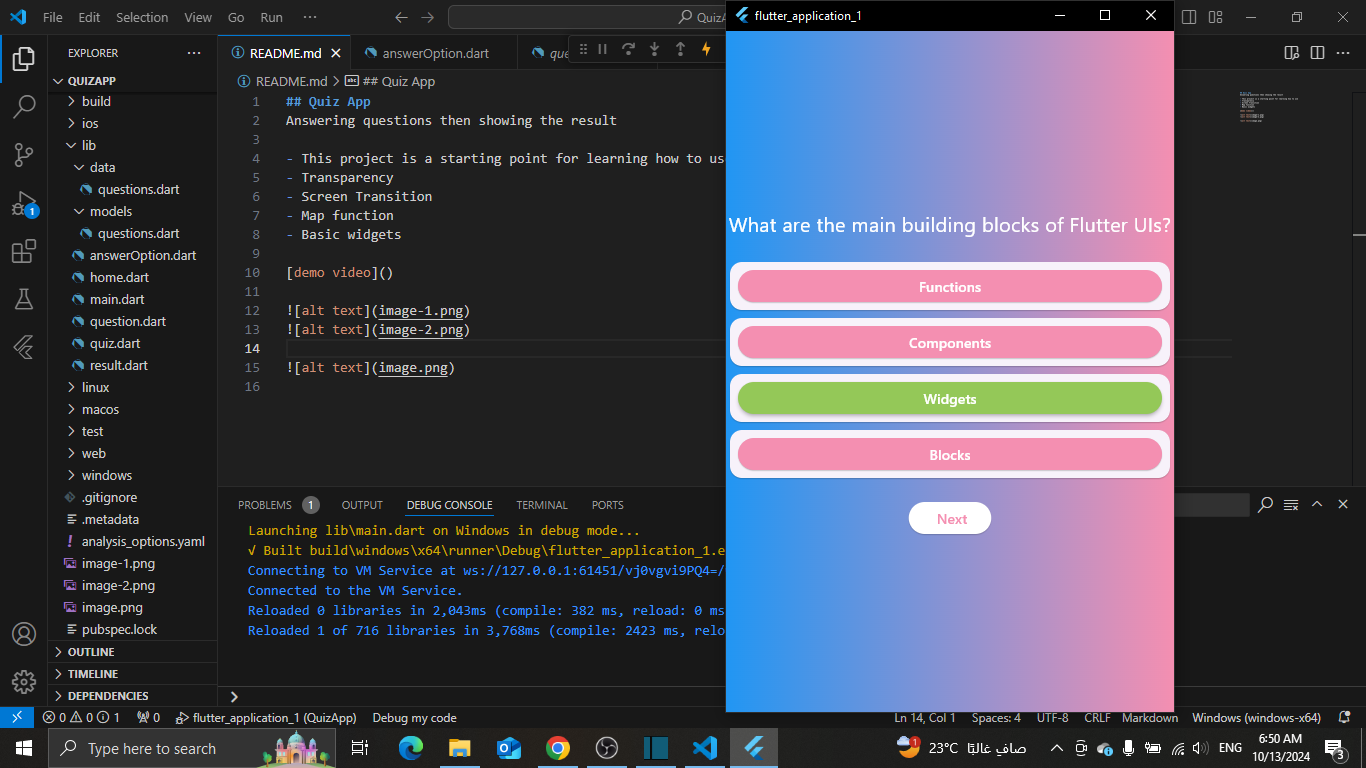 File Edit Selection View Go Run ···
QuizA
flutter_application_1
EXPLORER
QUIZAPP
build
ios
lib
data
questions.dart
models
questions.dart
answerOption.dart
home.dart
main.dart
question.dart
quiz.dart
result.dart
linux
macos
test
web
windows
.gitignore
.metadata
analysis_options.yaml
image-1.png
image-2.png
image.png
pubspec.lock
OUTLINE
TIMELINE
DEPENDENCIES
1
README.md
answerOption.dart
que
README.md > ## Quiz App
1 ## Quiz App
2 Answering questions then showing the result
3
4 - This project is a starting point for learning how to us
5 - Transparency
6 - Screen Transition
7 - Map function
8 - Basic widgets
9
10 [demo video]()
11
12 ![alt text](image-1.png)
13 ![alt text](image-2.png)
14
15 ![alt text](image.png)
16
PROBLEMS 1 OUTPUT DEBUG CONSOLE TERMINAL PORTS
Launching lib\main.dart on Windows in debug mode...
√ Built build\windows\x64\runner\Debug\flutter_application_1.e
Connecting to VM Service at ws://127.0.0.1:61451/vj0vgvi9PQ4=/
Connected to the VM Service.
Reloaded 0 libraries in 2,043ms (compile: 382 ms, reload: 0 ms
Reloaded 1 of 716 libraries in 3,768ms (compile: 2423 ms, relo
What are the main building blocks of Flutter UIs?
Functions
Components
Widgets
Blocks
Next
0 0 1 0 flutter_application_1 (QuizApp) Debug my code
Ln 14, Col 1 Spaces: 4 UTF-8 CRLF Markdown Windows (windows-x64)
Type here to search
1 23°C صافٍ غالبًا ENG
6:50 AM
10/13/2024
3